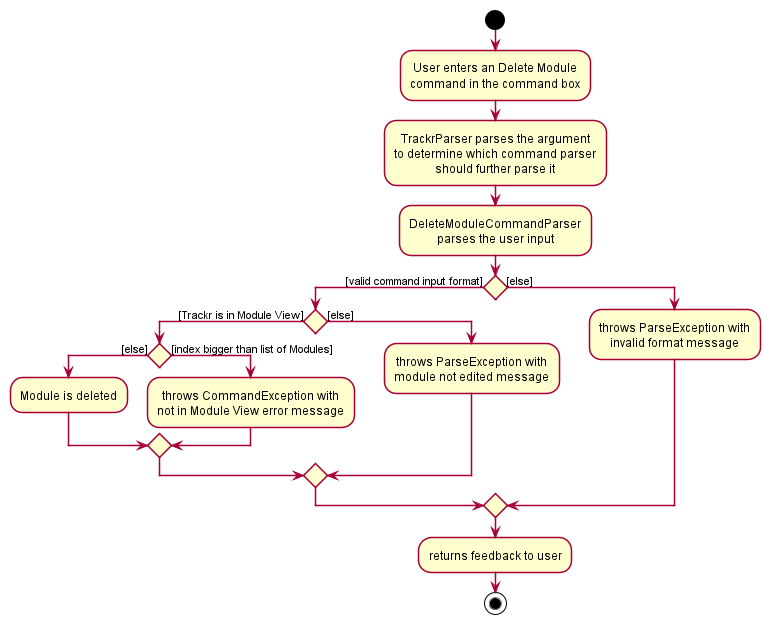 User enters an Delete Module
command in the command box
TrackrParser parses the argument
to determine which command parser
should further parse it
DeleteModuleCommandParser
parses the user input
[valid command input format]
[else]
[Trackr is in Module View]
[else]
throws ParseException with
invalid format message
[else]
[index bigger than list of Modules]
throws ParseException with
module not edited message
Module is deleted
throws CommandException with
not in Module View error message
returns feedback to user